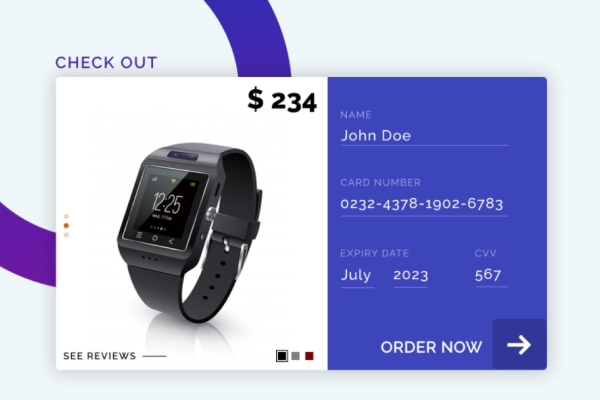 CHECK OUT
$ 234
12:25
SEE REVIEWS
NAME
John Doe
CARD NUMBER
0232-4378-1902-6783
EXPIRY DATE CVV
July 2023 567
ORDER NOW